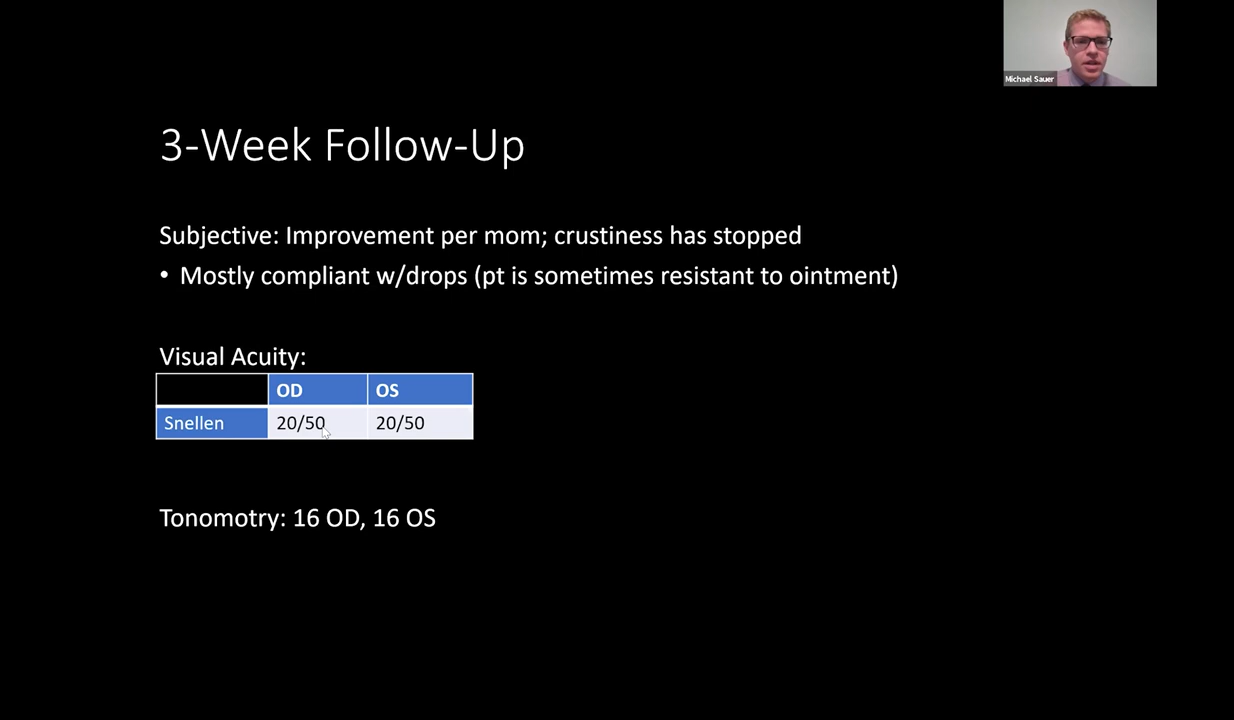 Michael Sauer
3-Week Follow-Up
Subjective: Improvement per mom; crustiness has stopped
• Mostly compliant w/drops (pt is sometimes resistant to ointment)
Visual Acuity:
OD OS
Snellen 20/50 20/50
Tonomotry: 16 OD, 16 OS